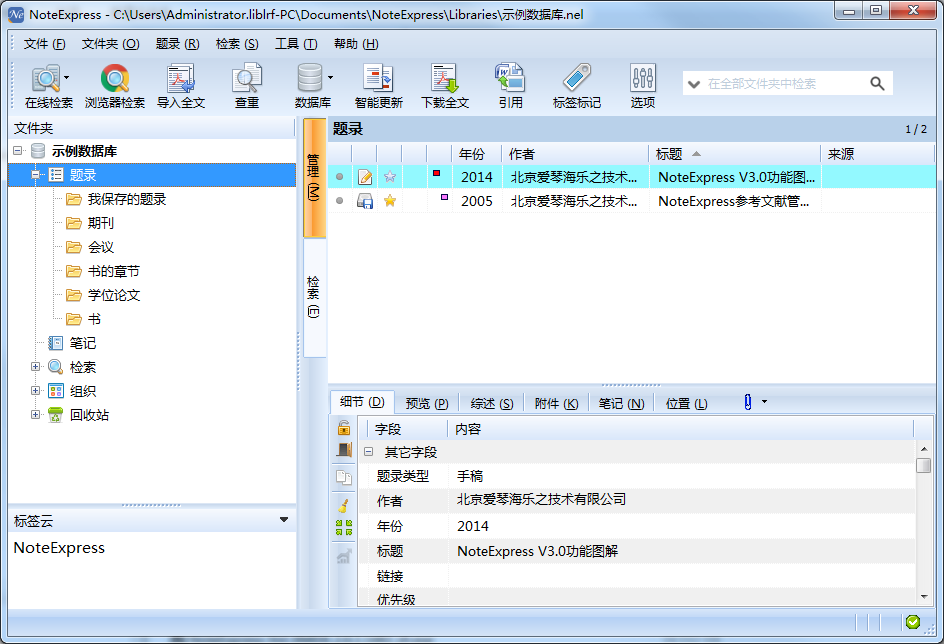 NoteExpress - C:\Users\Administrator.liblrf-PC\Documents\NoteExpress\Libraries\示例数据库.nel
文件 (F) 文件夹 (O) 题录 (R) 检索 (S) 工具 (T) 帮助 (H)
在线检索 浏览器检索 导入全文 查重 数据库 智能更新 下载全文 引用 标签标记 选项 在全部文件夹中检索
文件夹
示例数据库
题录
我保存的题录
期刊
会议
书的章节
学位论文
书
笔记
检索
组织
回收站
标签云
NoteExpress
管理 (M)
检索 (E)
题录 1 / 2
年份 作者 标题 来源
2014 北京爱琴海乐之技术... NoteExpress V3.0功能图...
2005 北京爱琴海乐之技术... NoteExpress参考文献管...
细节 (D) 预览 (P) 综述 (S) 附件 (K) 笔记 (N) 位置 (L)
字段 内容
其它字段
题录类型 手稿
作者 北京爱琴海乐之技术有限公司
年份 2014
标题 NoteExpress V3.0功能图解
链接
优先级